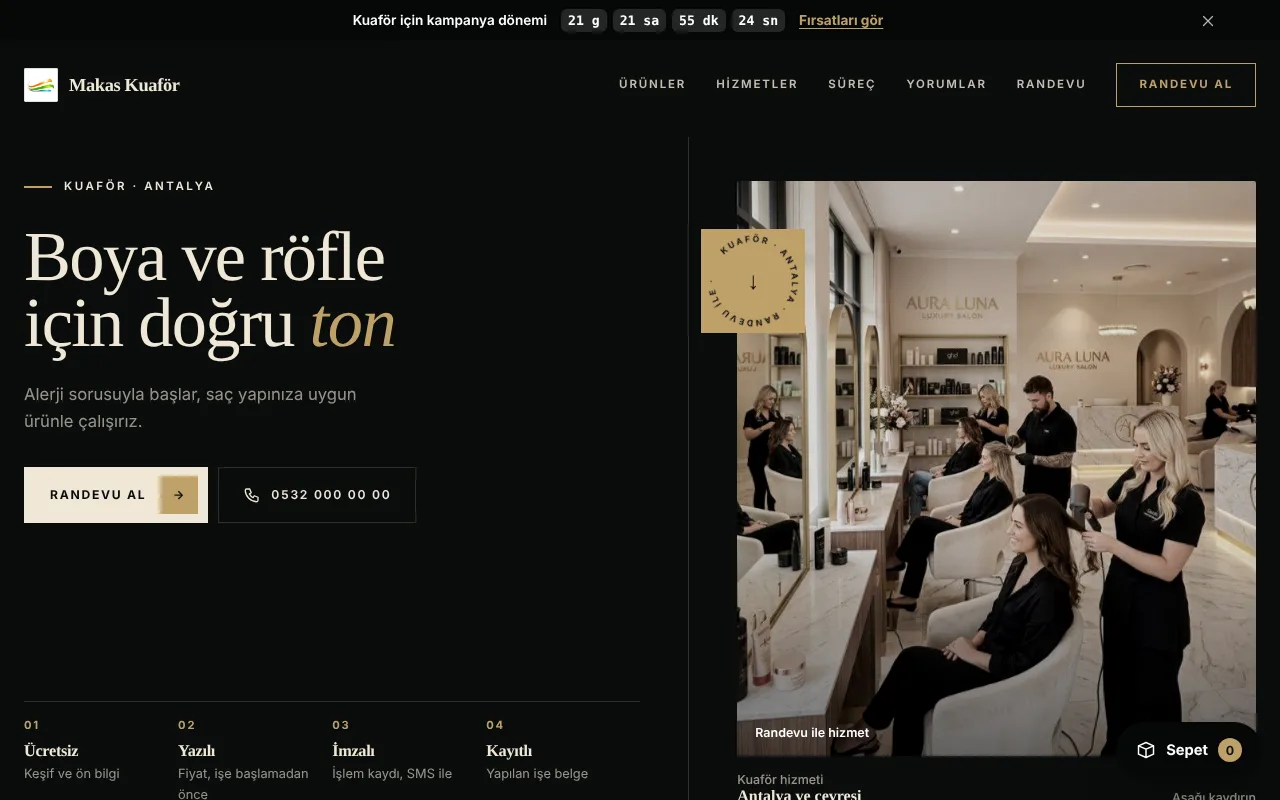 Kuaför için kampanya dönemi 21 g 21 sa 55 dk 24 sn Fırsatları gör
Makas Kuaför
ÜRÜNLER HİZMETLER SÜREÇ YORUMLAR RANDEVU RANDEVU AL
KUAFÖR · ANTALYA
Boya ve röfle
için doğru ton
Alerji sorusuyla başlar, saç yapınıza uygun
ürünle çalışırız.
RANDEVU AL
0532 000 00 00
01
Ücretsiz
Keşif ve ön bilgi
02
Yazılı
Fiyat, işe başlamadan
önce
03
İmzalı
İşlem kaydı, SMS ile
04
Kayıtlı
Yapılan işe belge
KUAFÖR · ANTALYA · RANDEVU İLE ·
AURA LUNA
LUXURY SALON
AURA LUNA
LUXURY SALON
ghd
Randevu ile hizmet
Sepet 0
Kuaför hizmeti
Antalya ve çevresi
Aşağı kaydırın